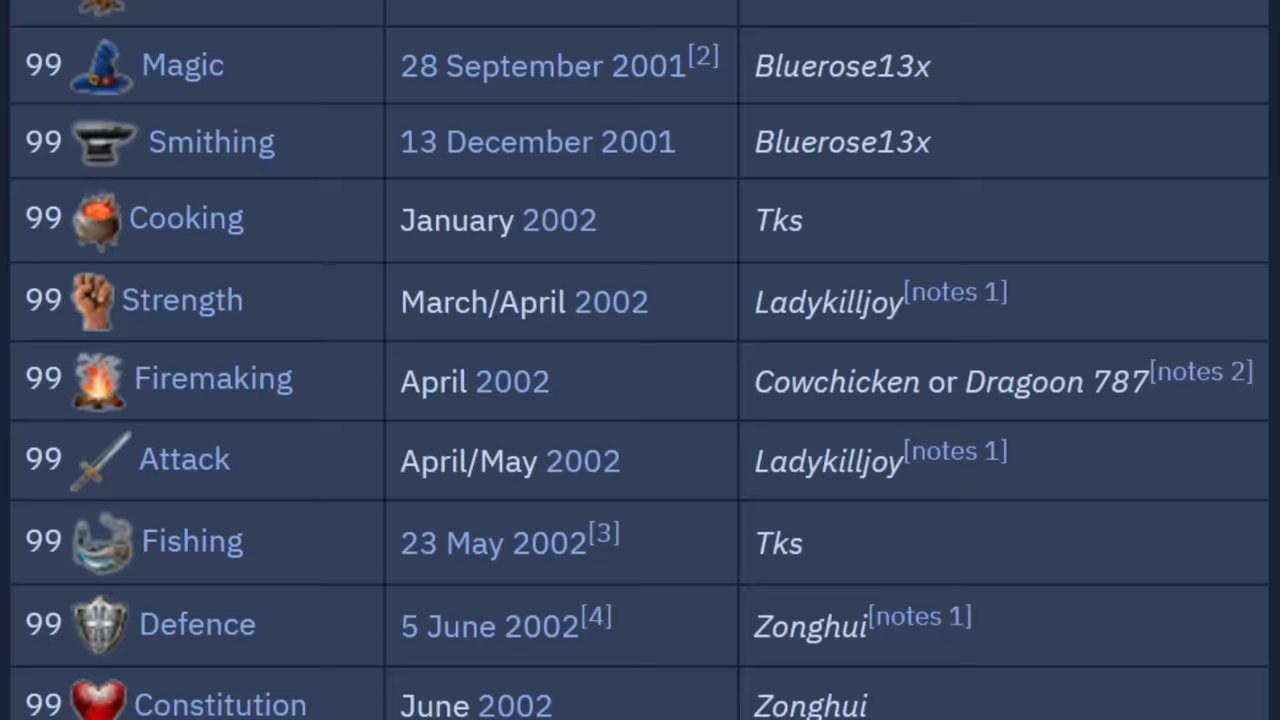 99 Magic 28 September 2001[2] Bluerose13x
99 Smithing 13 December 2001 Bluerose13x
99 Cooking January 2002 Tks
99 Strength March/April 2002 Ladykilljoy[notes 1]
99 Firemaking April 2002 Cowchicken or Dragoon 787[notes 2]
99 Attack April/May 2002 Ladykilljoy[notes 1]
99 Fishing 23 May 2002[3] Tks
99 Defence 5 June 2002[4] Zonghui[notes 1]
99 Constitution June 2002 Zonghui